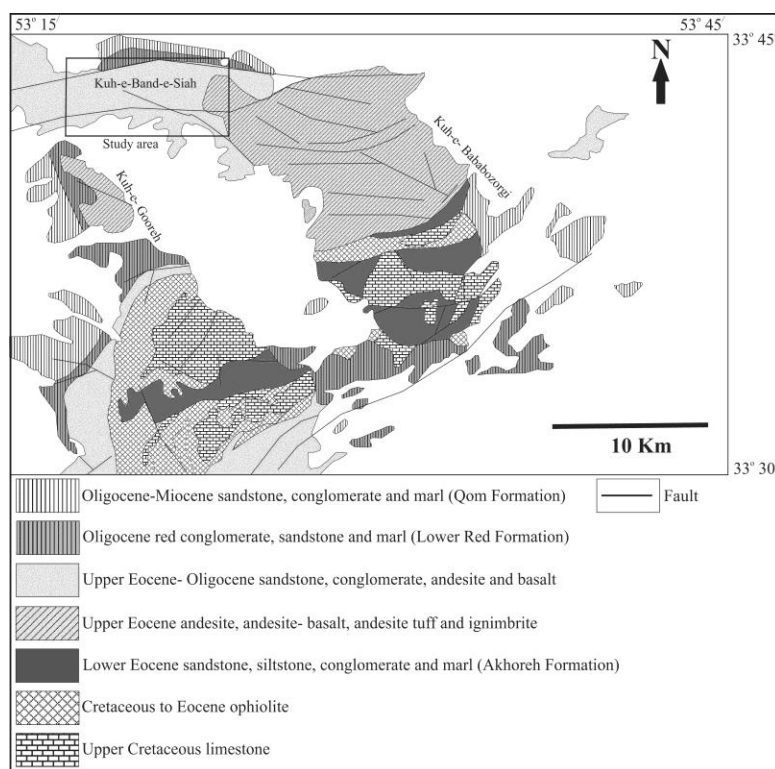 53° 15'
53° 45'
33° 45'
N
Kuh-e-Band-e-Siah
Study area
Kuh-e- Bababozorgi
Kuh-e- Gooreh
10 Km
33° 30'
Oligocene-Miocene sandstone, conglomerate and marl (Qom Formation)
Fault
Oligocene red conglomerate, sandstone and marl (Lower Red Formation)
Upper Eocene- Oligocene sandstone, conglomerate, andesite and basalt
Upper Eocene andesite, andesite- basalt, andesite tuff and ignimbrite
Lower Eocene sandstone, siltstone, conglomerate and marl (Akhoreh Formation)
Cretaceous to Eocene ophiolite
Upper Cretaceous limestone